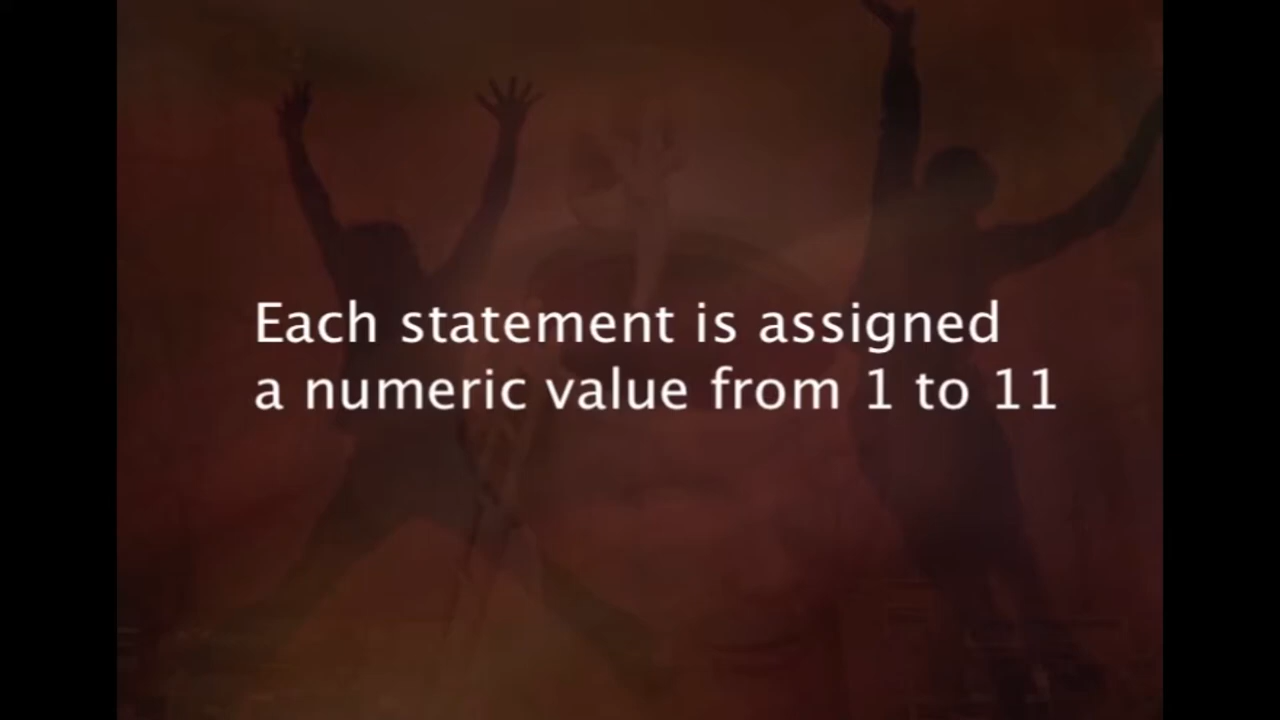 Each statement is assigned
a numeric value from 1 to 11